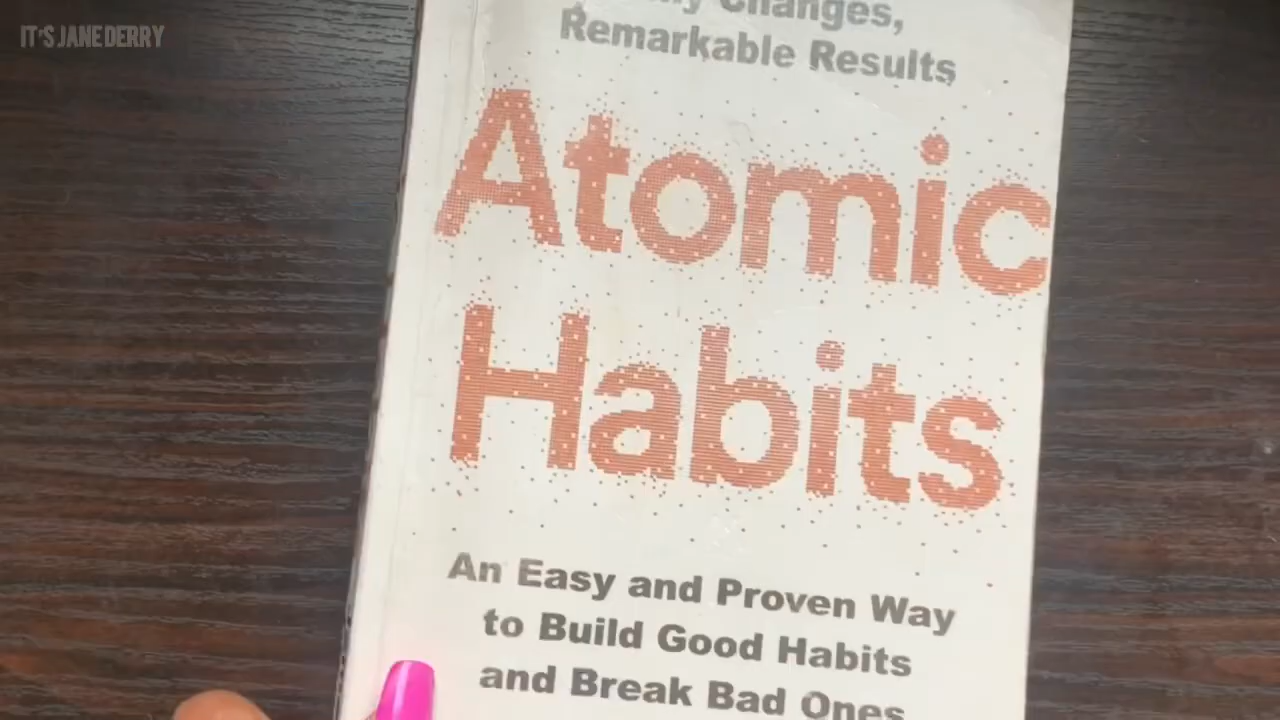 IT'S JANE DERRY
Changes,
Remarkable Results
Atomic
Habits
An Easy and Proven Way
to Build Good Habits
and Break Bad Ones